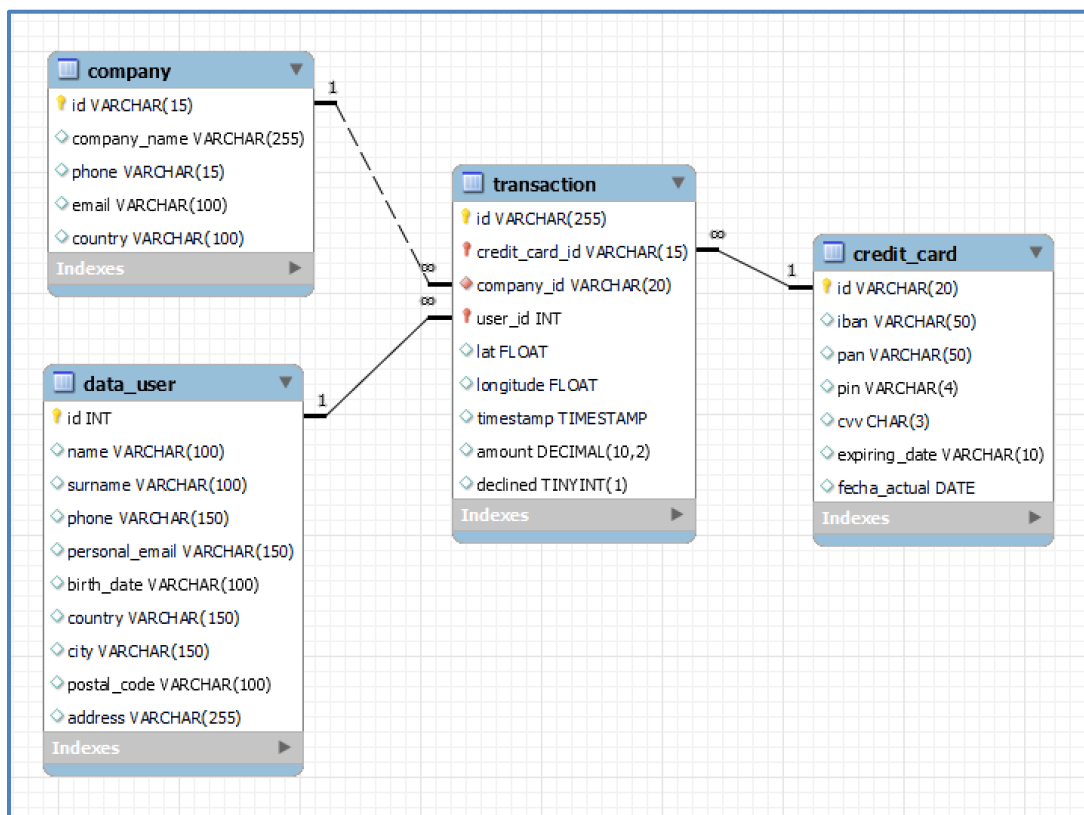 company
id VARCHAR(15)
company_name VARCHAR(255)
phone VARCHAR(15)
email VARCHAR(100)
country VARCHAR(100)
Indexes
1
∞
transaction
id VARCHAR(255)
credit_card_id VARCHAR(15)
company_id VARCHAR(20)
user_id INT
lat FLOAT
longitude FLOAT
timestamp TIMESTAMP
amount DECIMAL(10,2)
declined TINYINT(1)
Indexes
∞
1
credit_card
id VARCHAR(20)
iban VARCHAR(50)
pan VARCHAR(50)
pin VARCHAR(4)
cvv CHAR(3)
expiring_date VARCHAR(10)
fecha_actual DATE
Indexes
∞
1
data_user
id INT
name VARCHAR(100)
surname VARCHAR(100)
phone VARCHAR(150)
personal_email VARCHAR(150)
birth_date VARCHAR(100)
country VARCHAR(150)
city VARCHAR(150)
postal_code VARCHAR(100)
address VARCHAR(255)
Indexes